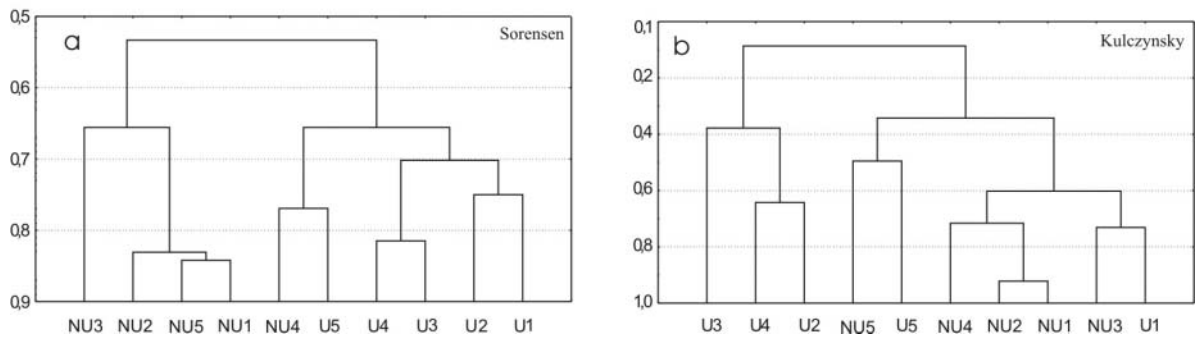 a
Sorensen
0,5
0,6
0,7
0,8
0,9
NU3 NU2 NU5 NU1 NU4 U5 U4 U3 U2 U1
b
Kulczynsky
0,1
0,2
0,4
0,6
0,8
1,0
U3 U4 U2 NU5 U5 NU4 NU2 NU1 NU3 U1